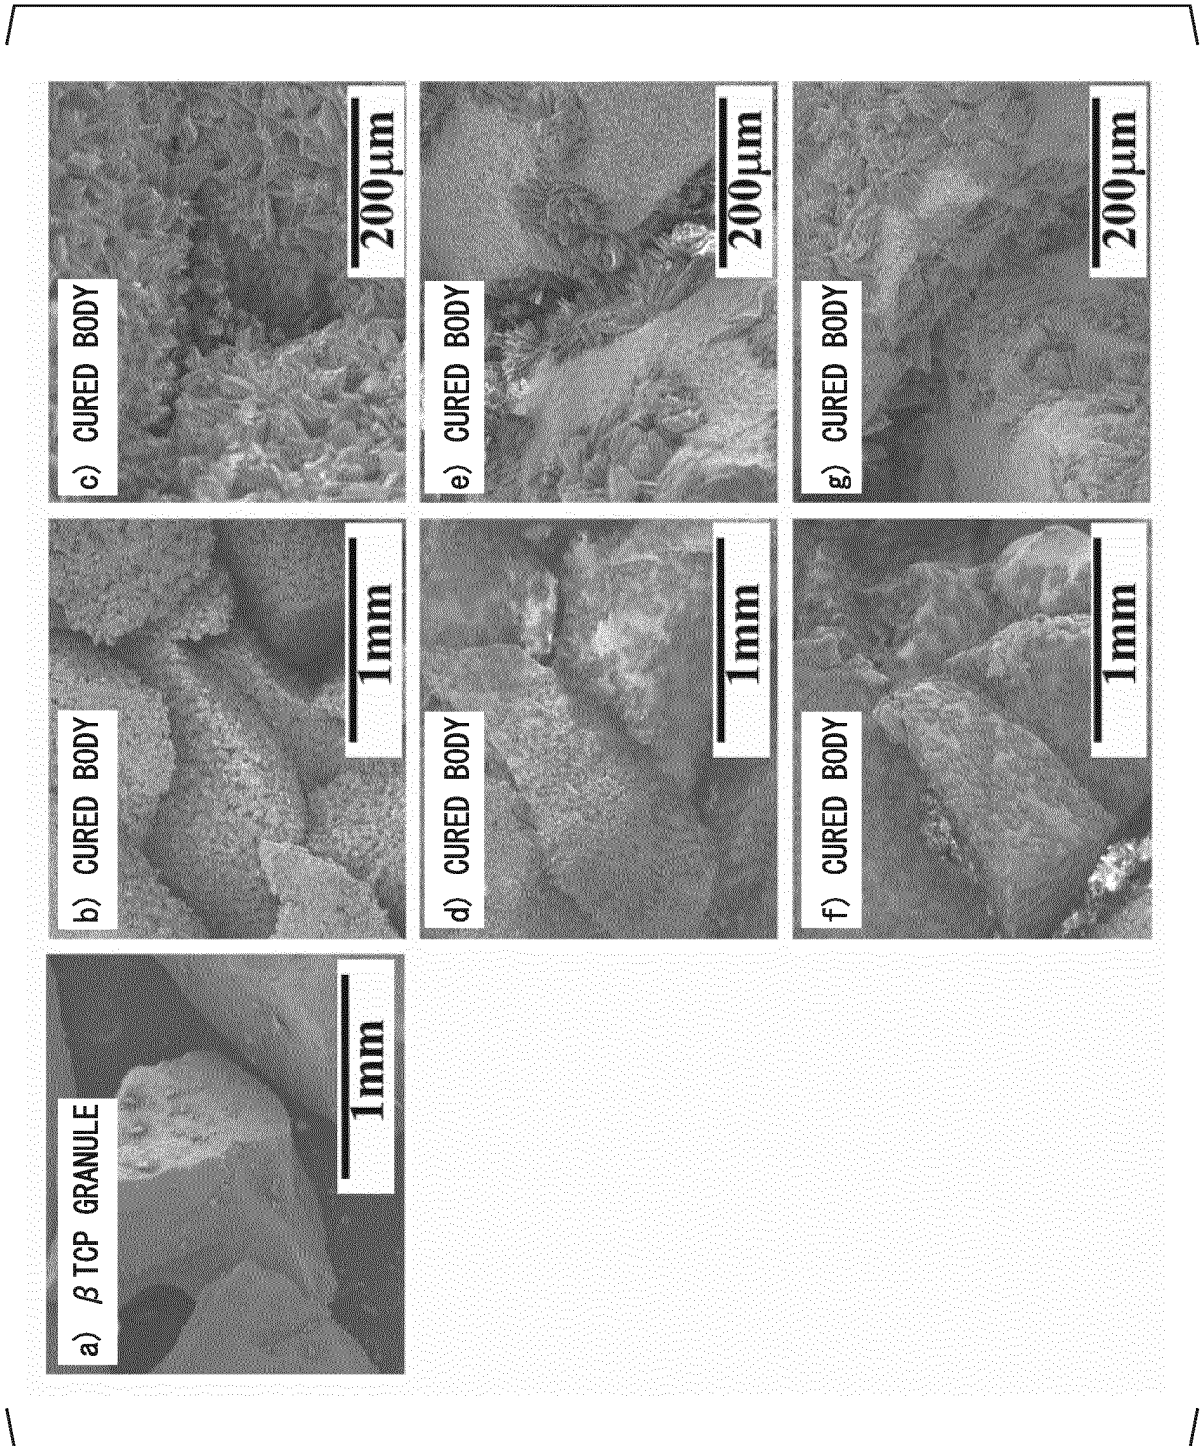 a) βTCP GRANULE
1mm
b) CURED BODY
1mm
c) CURED BODY
200μm
d) CURED BODY
1mm
e) CURED BODY
200μm
f) CURED BODY
1mm
g) CURED BODY
200μm